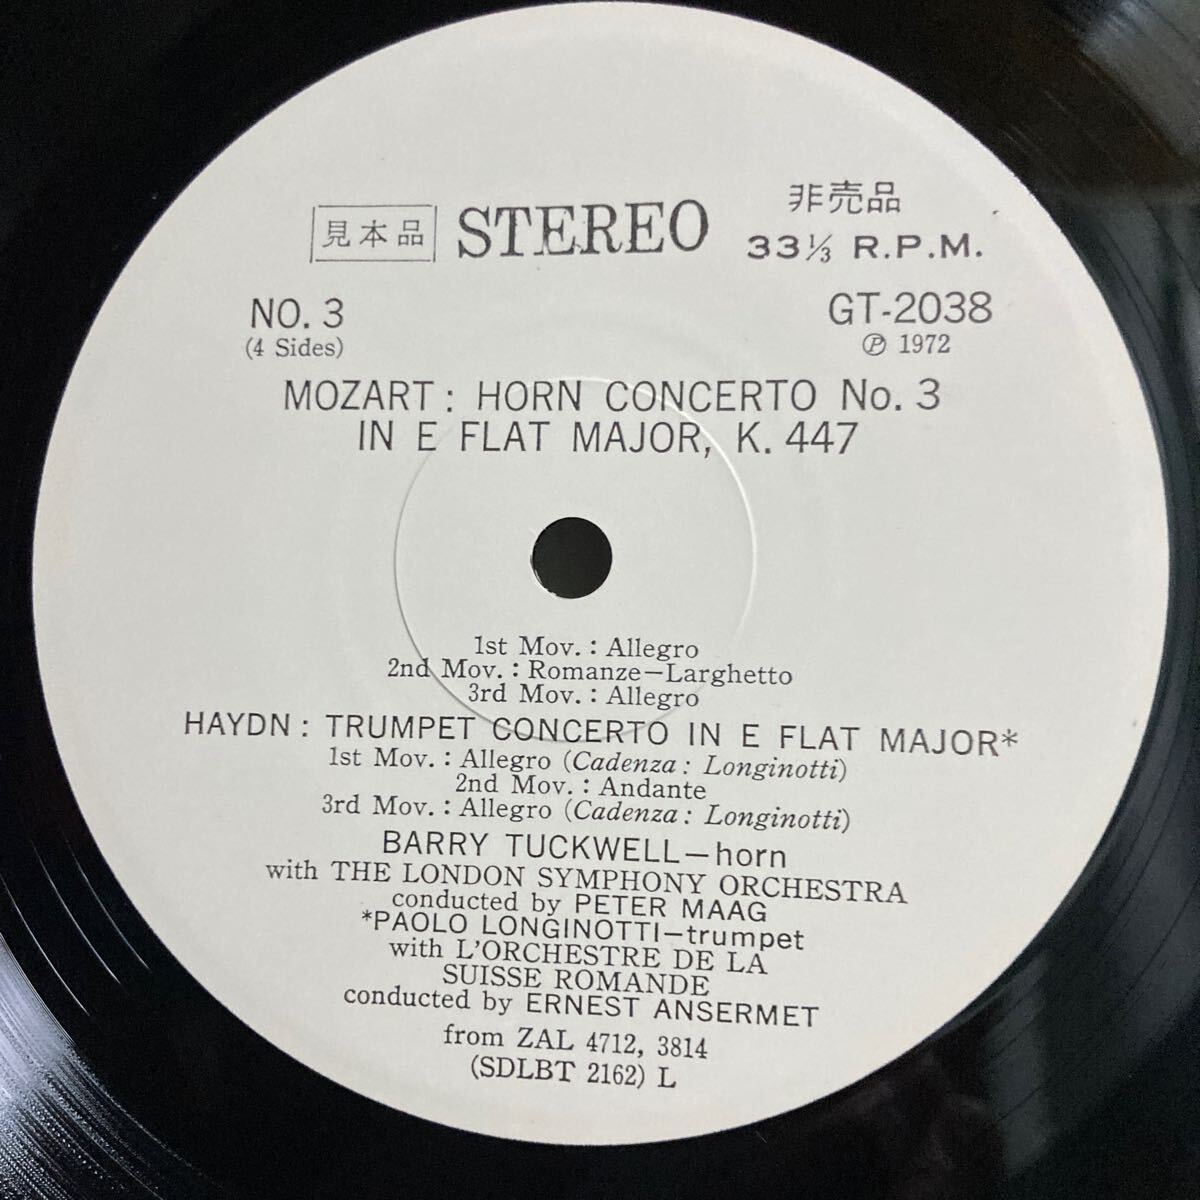 見本品 STEREO 非売品
33⅓ R.P.M.
NO. 3 GT-2038
(4 Sides) ℗ 1972
MOZART : HORN CONCERTO No. 3
IN E FLAT MAJOR, K. 447
1st Mov. : Allegro
2nd Mov. : Romanze—Larghetto
3rd Mov. : Allegro
HAYDN : TRUMPET CONCERTO IN E FLAT MAJOR*
1st Mov. : Allegro (Cadenza : Longinotti)
2nd Mov. : Andante
3rd Mov. : Allegro (Cadenza : Longinotti)
BARRY TUCKWELL—horn
with THE LONDON SYMPHONY ORCHESTRA
conducted by PETER MAAG
*PAOLO LONGINOTTI—trumpet
with L'ORCHESTRE DE LA
SUISSE ROMANDE
conducted by ERNEST ANSERMET
from ZAL 4712, 3814
(SDLBT 2162) L